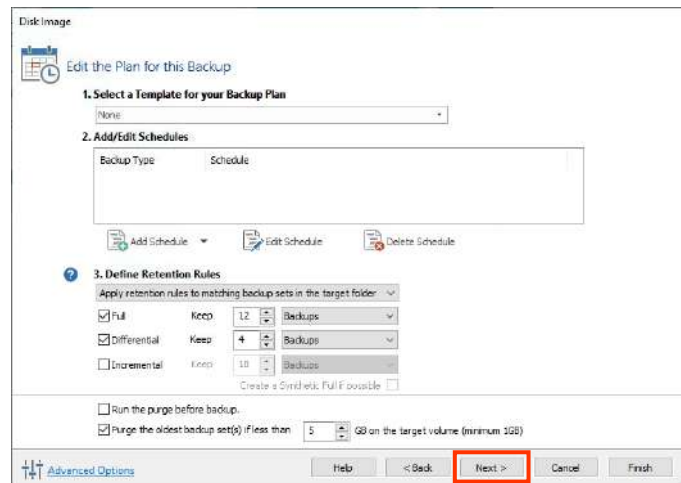 Disk Image
Edit the Plan for this Backup
1. Select a Template for your Backup Plan
None
2. Add/Edit Schedules
Backup Type Schedule
Add Schedule Edit Schedule Delete Schedule
3. Define Retention Rules
Apply retention rules to matching backup sets in the target folder
Full Keep 12 Backups
Differential Keep 4 Backups
Incremental Keep 10 Backups
Create a Synthetic Full if possible
Run the purge before backup.
Purge the oldest backup set(s) if less than 5 GB on the target volume (minimum 1GB)
Advanced Options Help < Back Next > Cancel Finish